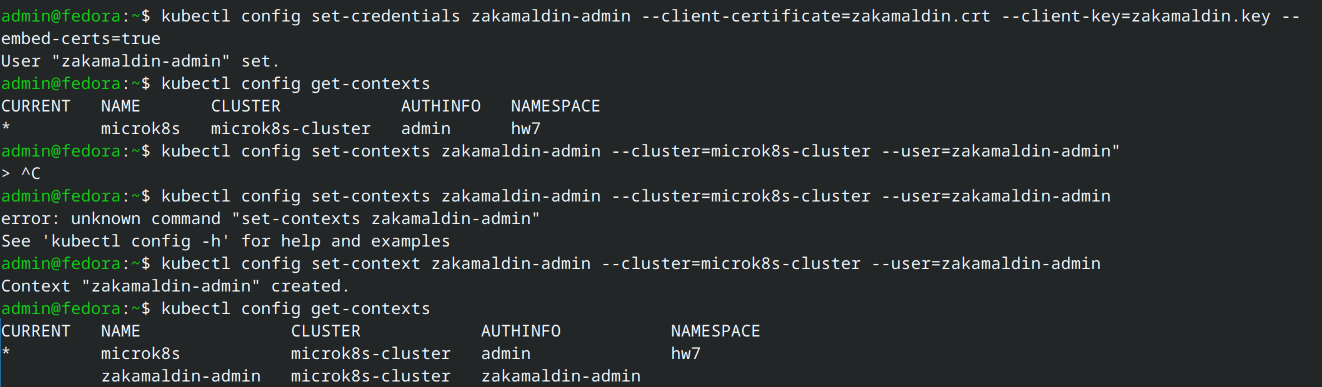 admin@fedora:~$ kubectl config set-credentials zakamaldin-admin --client-certificate=zakamaldin.crt --client-key=zakamaldin.key --
embed-certs=true
User "zakamaldin-admin" set.
admin@fedora:~$ kubectl config get-contexts
CURRENT   NAME       CLUSTER            AUTHINFO   NAMESPACE
*         microk8s   microk8s-cluster   admin      hw7
admin@fedora:~$ kubectl config set-contexts zakamaldin-admin --cluster=microk8s-cluster --user=zakamaldin-admin"
> ^C
admin@fedora:~$ kubectl config set-contexts zakamaldin-admin --cluster=microk8s-cluster --user=zakamaldin-admin
error: unknown command "set-contexts zakamaldin-admin"
See 'kubectl config -h' for help and examples
admin@fedora:~$ kubectl config set-context zakamaldin-admin --cluster=microk8s-cluster --user=zakamaldin-admin
Context "zakamaldin-admin" created.
admin@fedora:~$ kubectl config get-contexts
CURRENT   NAME               CLUSTER            AUTHINFO           NAMESPACE
*         microk8s           microk8s-cluster   admin              hw7
          zakamaldin-admin   microk8s-cluster   zakamaldin-admin